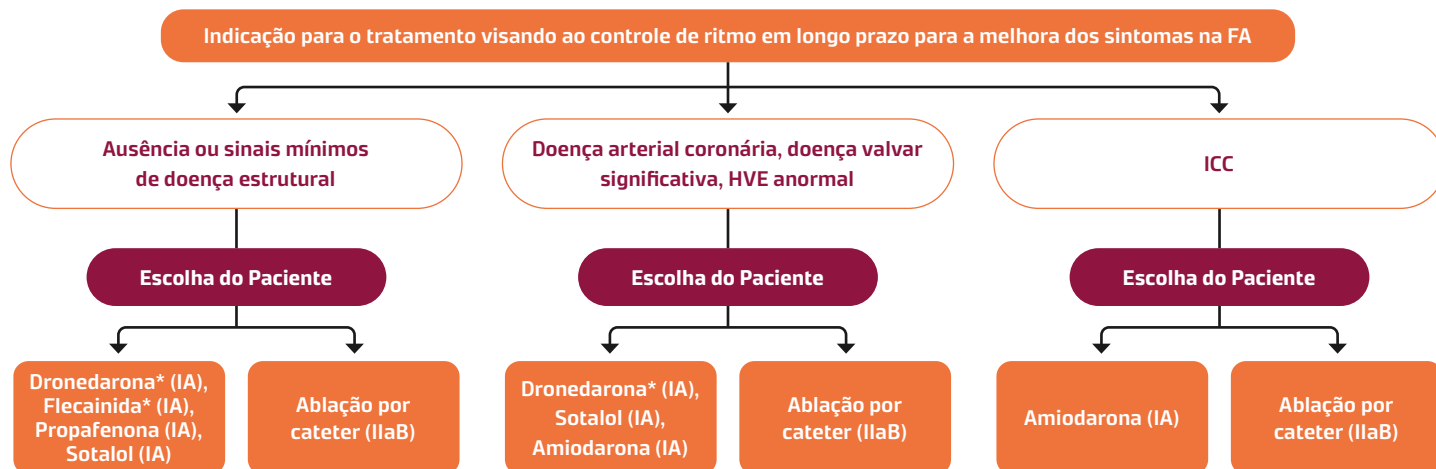 Indicação para o tratamento visando ao controle de ritmo em longo prazo para a melhora dos sintomas na FA
Ausência ou sinais mínimos
de doença estrutural
Doença arterial coronária, doença valvar
significativa, HVE anormal
ICC
Escolha do Paciente
Escolha do Paciente
Escolha do Paciente
Dronedarona* (IA),
Flecainida* (IA),
Propafenona (IA),
Sotalol (IA)
Ablação por
cateter (IIaB)
Dronedarona* (IA),
Sotalol (IA),
Amiodarona (IA)
Ablação por
cateter (IIaB)
Amiodarona (IA)
Ablação por
cateter (IIaB)